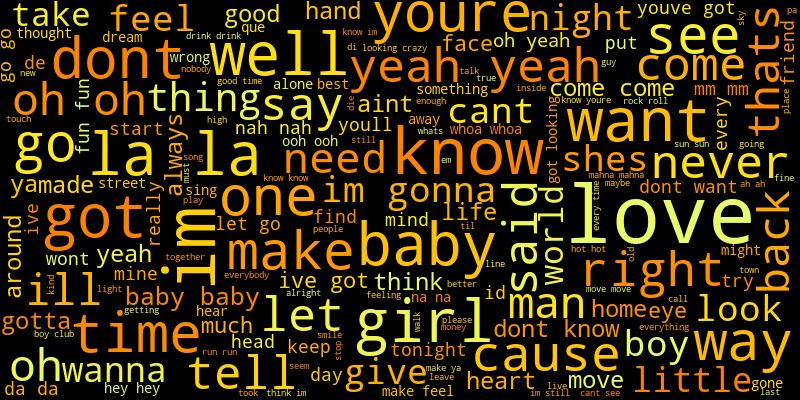 take
feel
good
hand
youre
night
youve got
see
thats
pa
que
drink drink
know im
sky
thought
dream
face
oh yeah
put
friend
go go
de
dont
wrong
well
di
looking crazy
yeah yeah
guy
come
new
nobody
good time
alone
best
something
talk
true
inside
come come
mm mm
place
oh oh
things
say
die
aint
enough
cant
know youre
rock roll
every
touch
fun fun
start
always
high
nah nah
youll
away
whats
whoa whoa
want
go
la la
ooh ooh
still
need
know
em
got looking
shes
sun sun
going
never
song
must
mahna mahna
fine
yamade
street
know know
one
im gonna
said
world
maybe
dont want
ah ah
really
sing
play
love
every time
back
ive
got
im
let go
find
people
mind
life
til
around
wont
yeah
together
make
baby
line
hot hot
old
right
might
town
mine
everybody
ive got
think
better
id
try
kind
ill
light
baby baby
alright
feeling
na na
man
move move
call
home
eye
look
gotta
time
getting
hear
much
let
smile
girl
walk
please
money
dont know
everything
boy club
head
keep
stop
tonight
cause
boy
way
oh
wanna
run run
tell
seem
day
give
make ya
leave
heart
move
little
gone
da da
hey hey
took
think im
make feel
im still
live
cant see
last